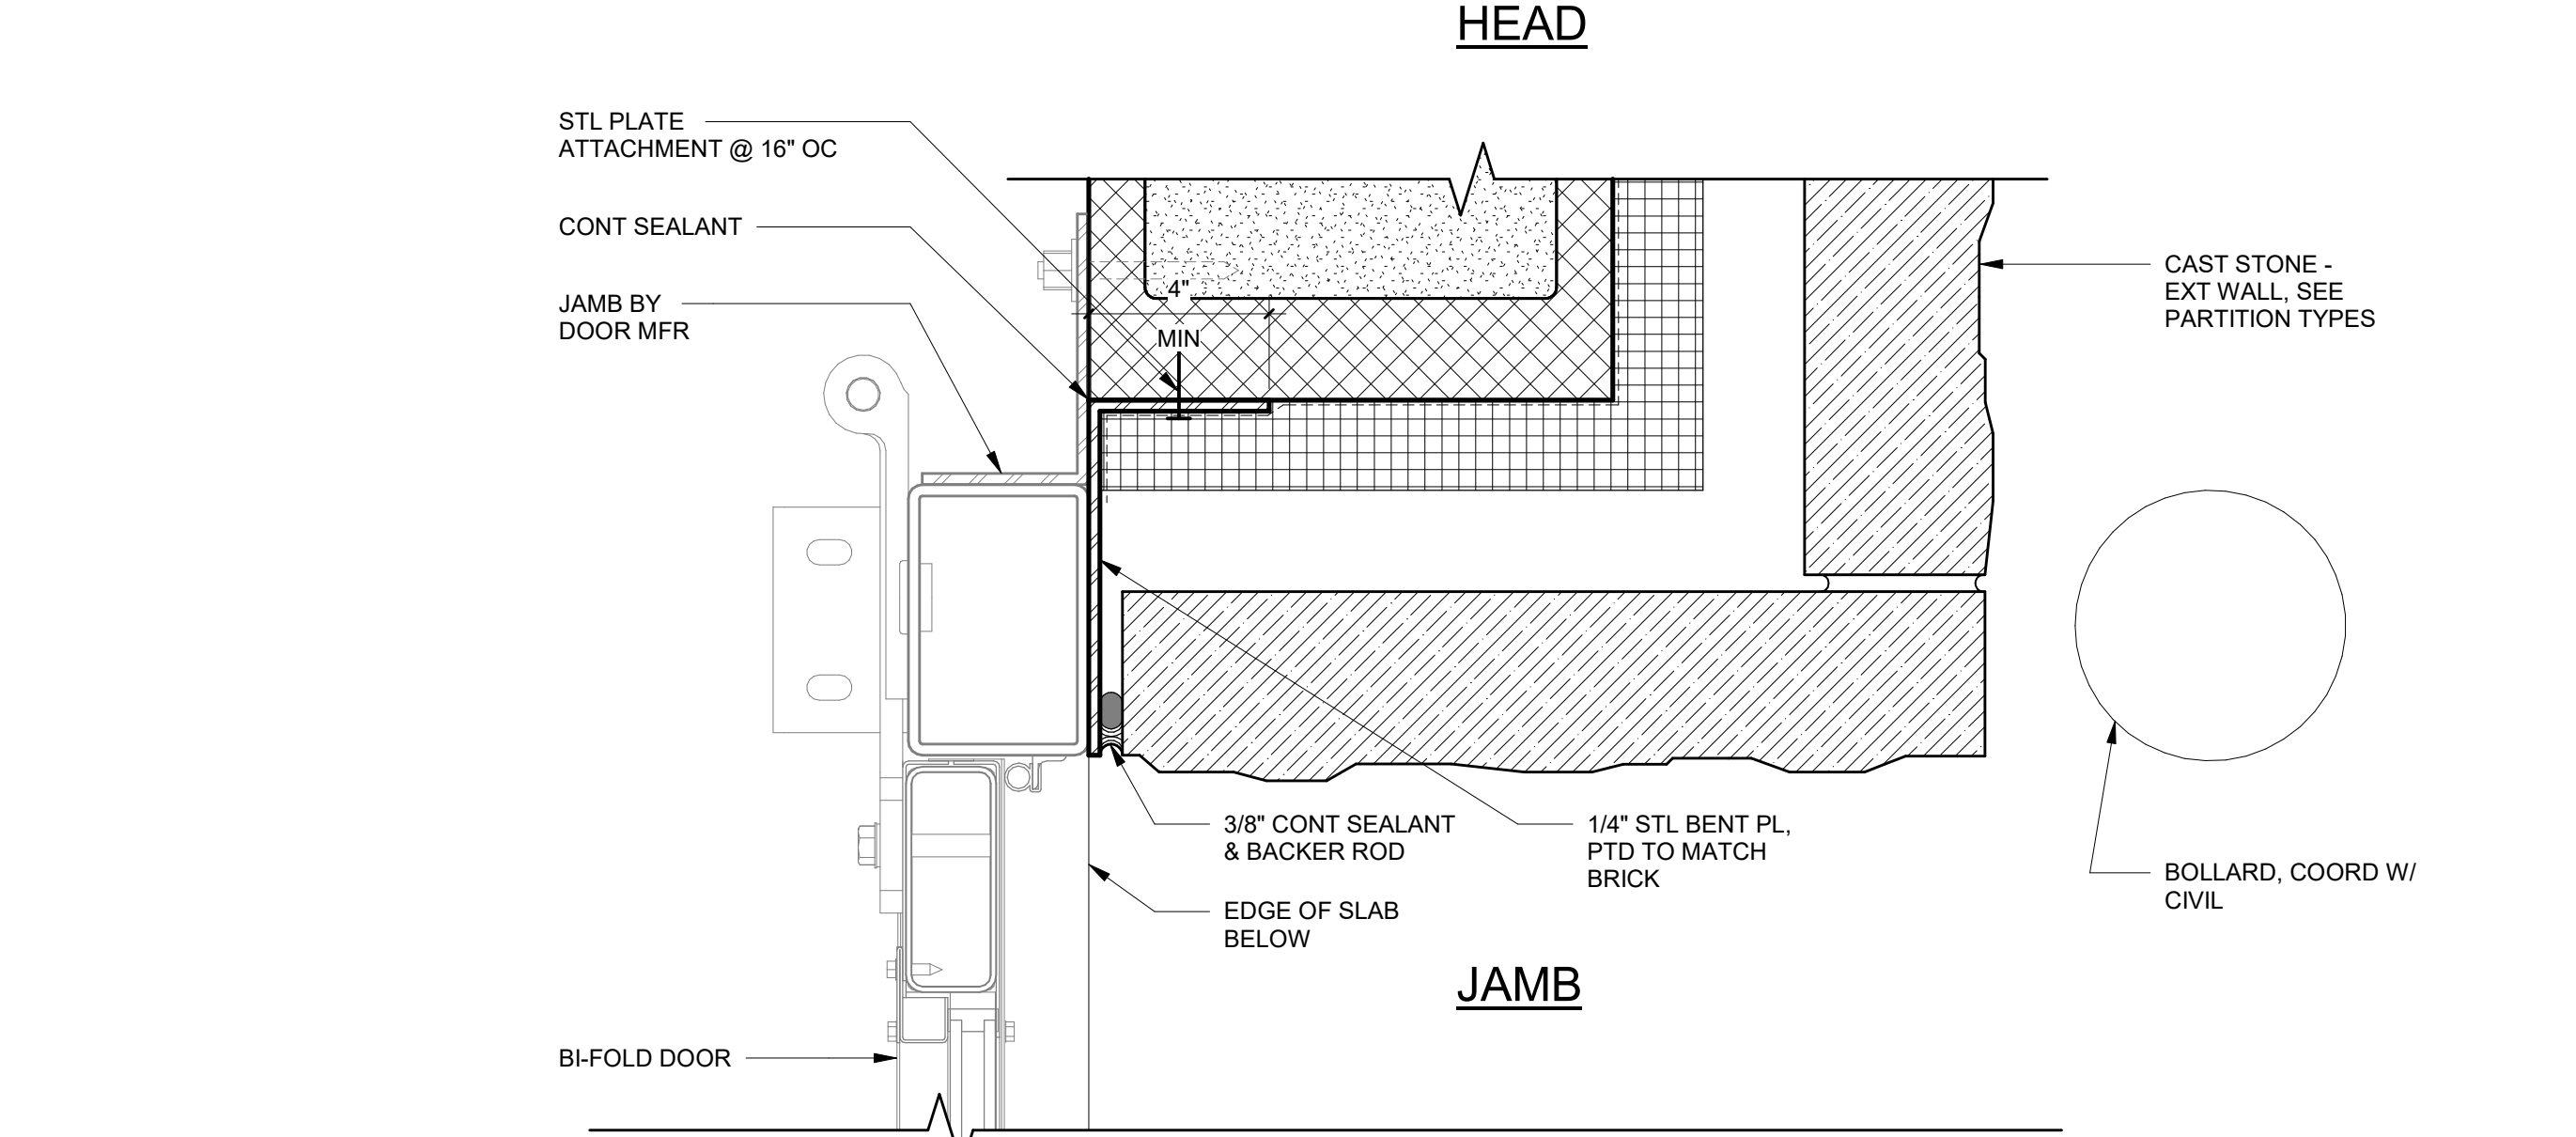 HEAD
STL PLATE
ATTACHMENT @ 16" OC
CONT SEALANT
JAMB BY
DOOR MFR
4"
MIN
CAST STONE -
EXT WALL, SEE
PARTITION TYPES
3/8" CONT SEALANT
& BACKER ROD
1/4" STL BENT PL,
PTD TO MATCH
BRICK
EDGE OF SLAB
BELOW
BOLLARD, COORD W/
CIVIL
JAMB
BI-FOLD DOOR